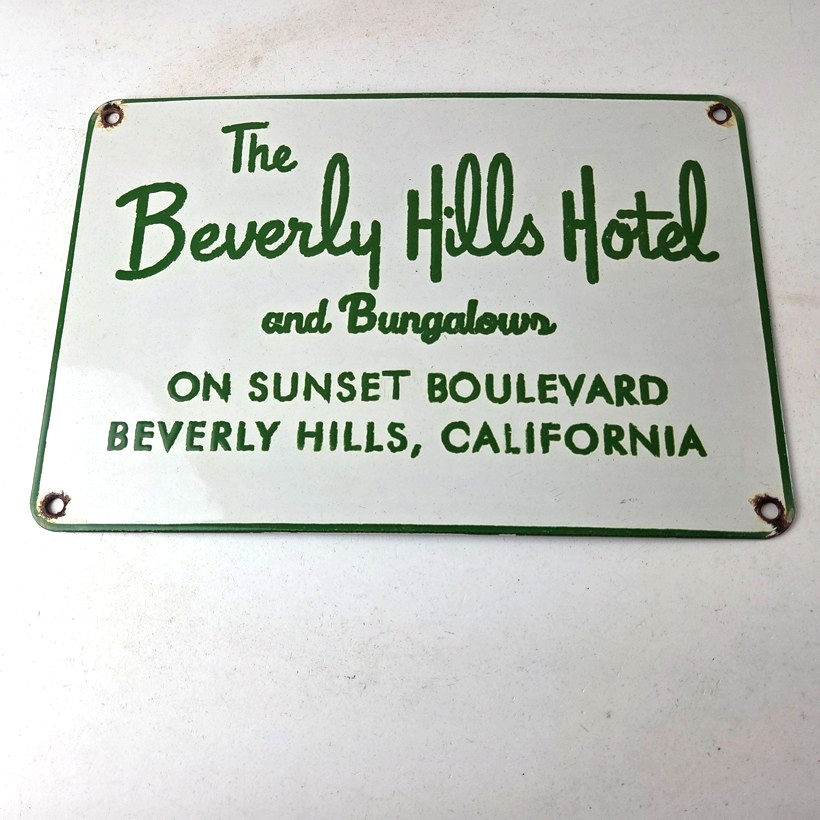 The
Beverly Hills Hotel
and Bungalows
ON SUNSET BOULEVARD
BEVERLY HILLS, CALIFORNIA